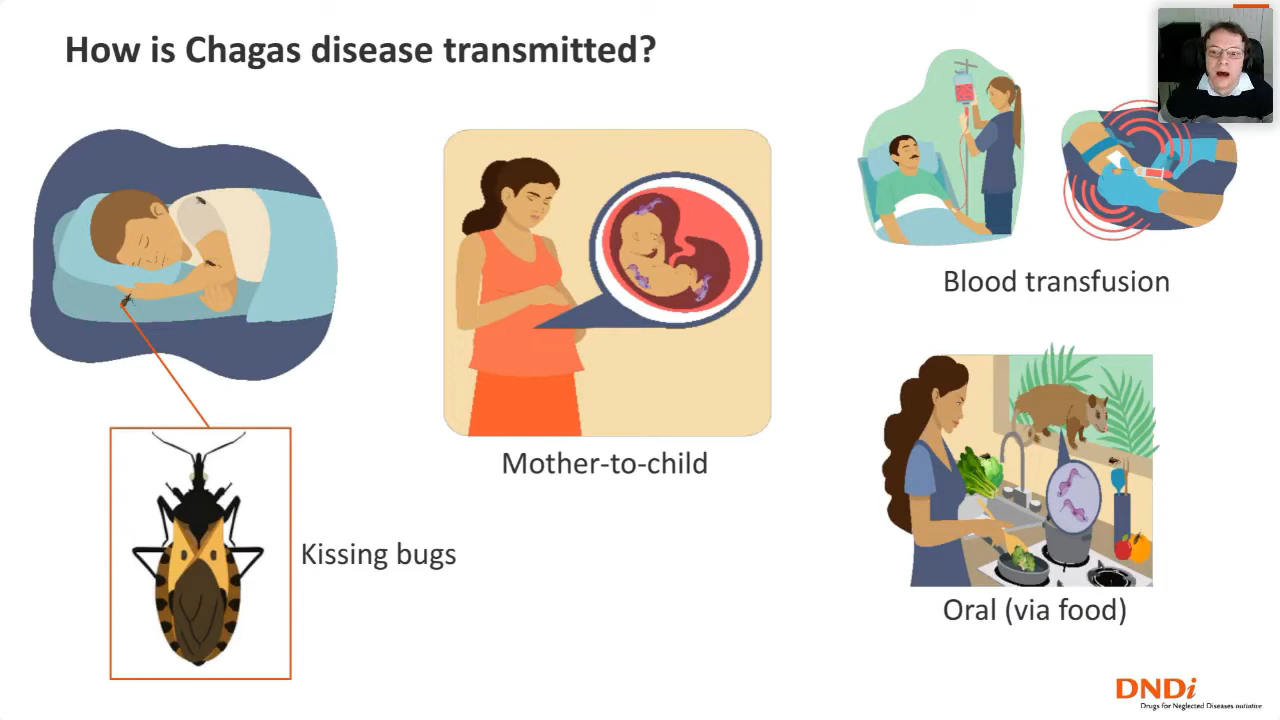 How is Chagas disease transmitted?
Blood transfusion
Mother-to-child
Kissing bugs
Oral (via food)
DNDi
Drugs for Neglected Diseases initiative